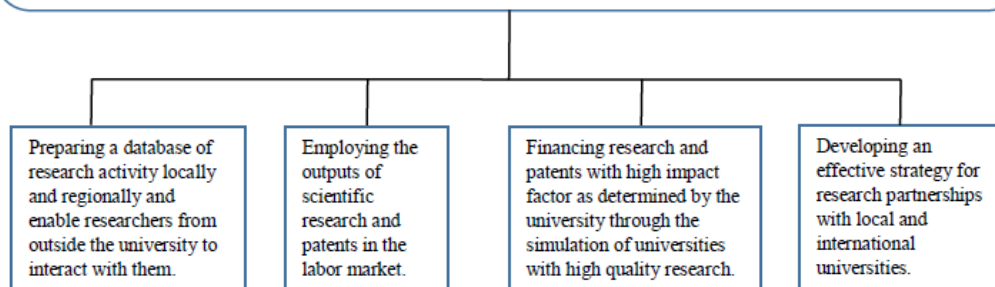 Preparing a database of
research activity locally
and regionally and
enable researchers from
outside the university to
interact with them.
Employing the
outputs of
scientific
research and
patents in the
labor market.
Financing research and
patents with high impact
factor as determined by the
university through the
simulation of universities
with high quality research.
Developing an
effective strategy for
research partnerships
with local and
international
universities.